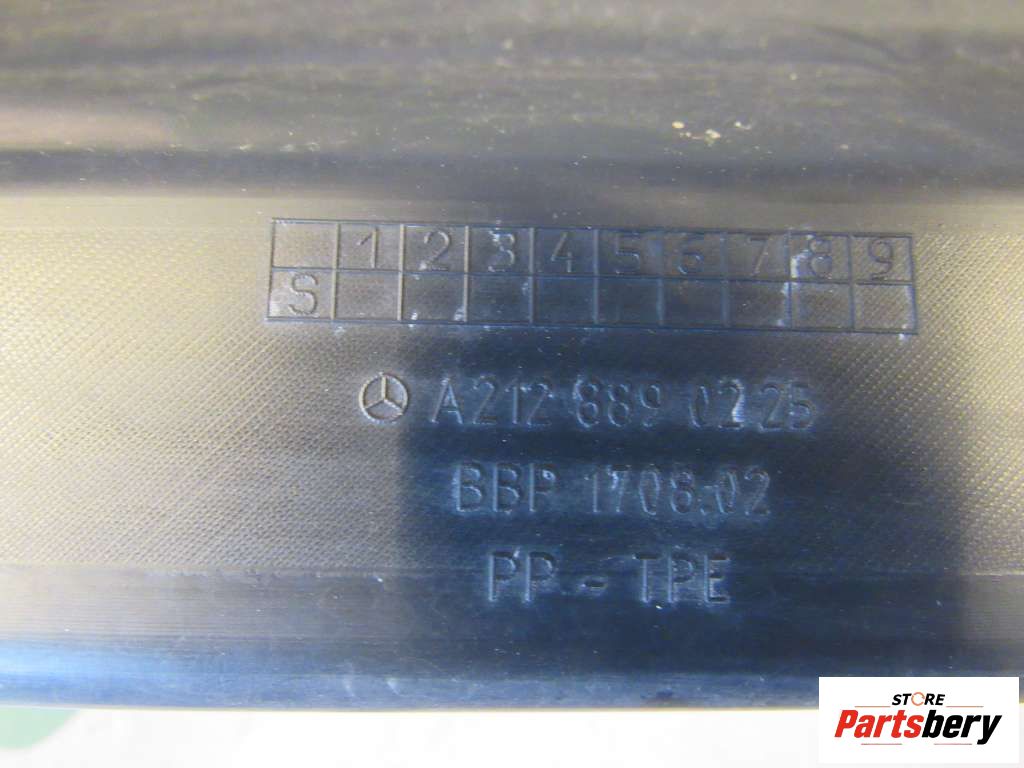 1 2 3 4 5 6 7 8 9
S
A212 889 02 25
BBP 1708.02
PP - TPE
STORE
Partsbery